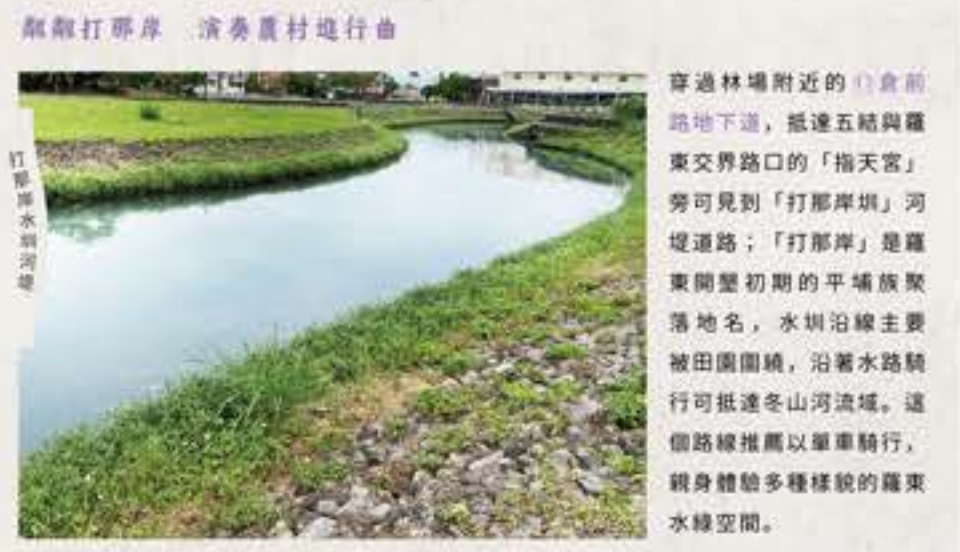 打那岸 演奏農村進行曲
打那岸水圳河堤
穿過林場附近的倉前
路地下道，抵達五結與羅
東交界路口的「指天宮」
旁可見到「打那岸圳」河
堤道路；「打那岸」是羅
東開墾初期的平埔族聚
落地名，水圳沿線主要
被田園圍繞，沿著水路騎
行可抵達冬山河流域。這
個路線推薦以單車騎行，
親身體驗多種樣貌的羅東
水綠空間。